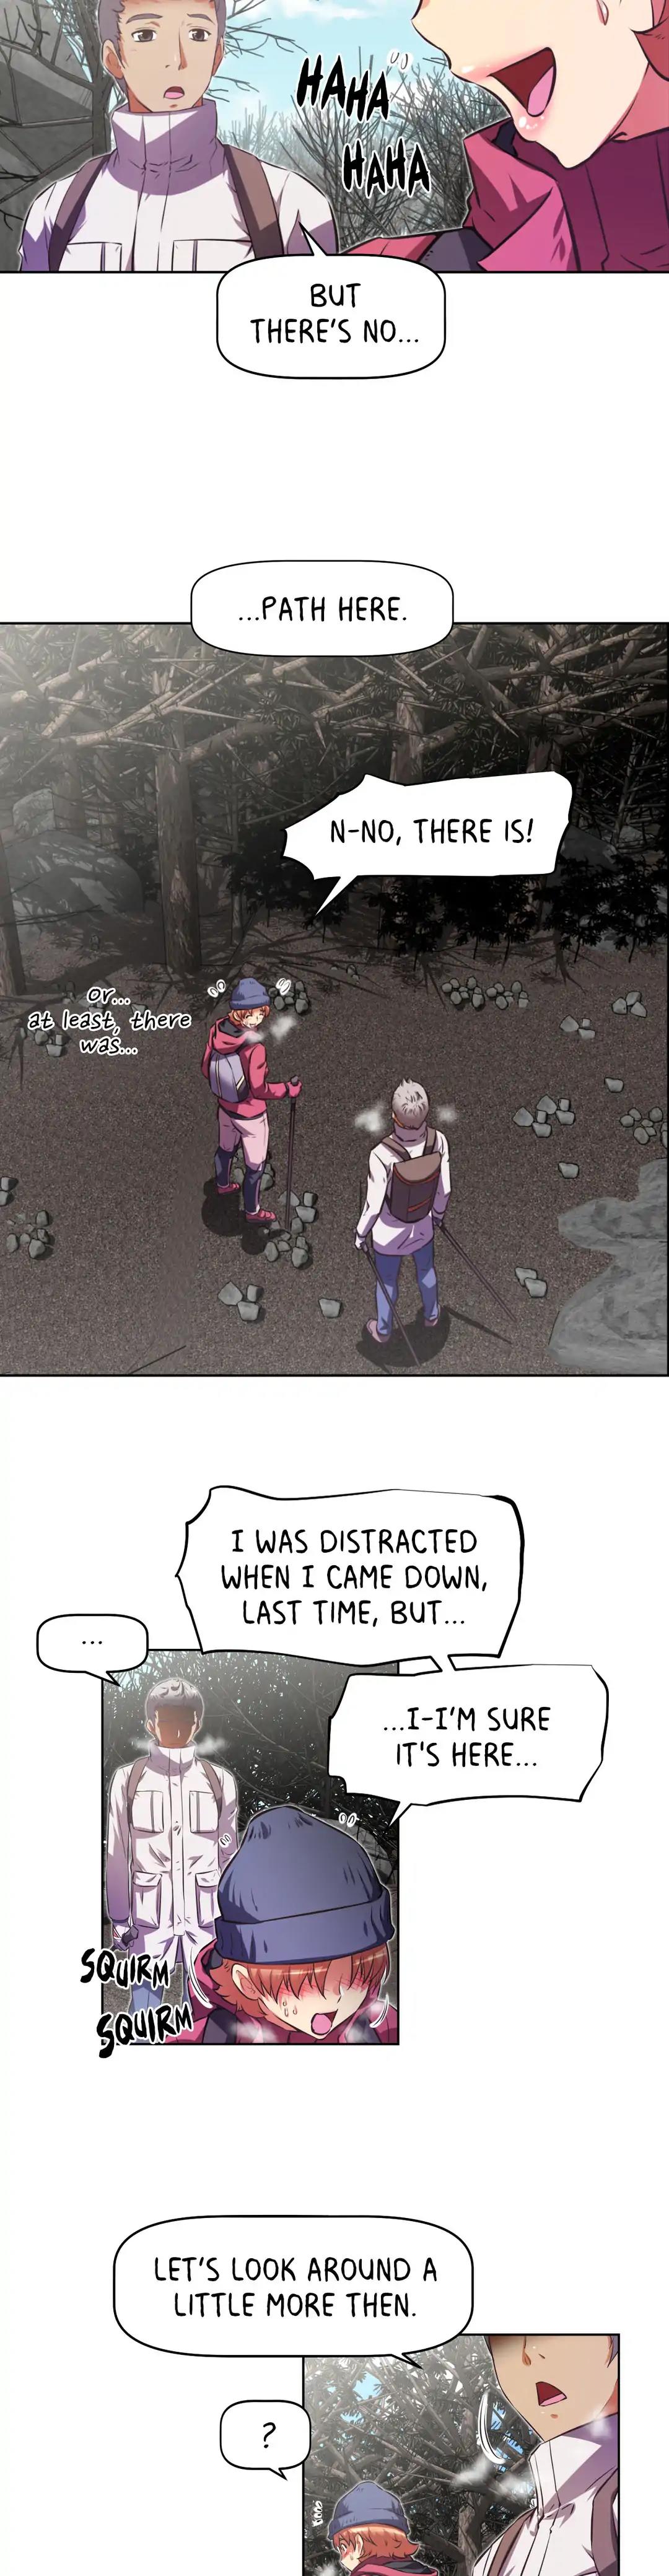 HAHA
HAHA
BUT
THERE'S NO...
...PATH HERE.
N-NO, THERE IS!
or...
at least, there
was...
I WAS DISTRACTED
WHEN I CAME DOWN,
LAST TIME, BUT...
...
...I-I'M SURE
IT'S HERE...
SQUIRM
SQUIRM
LET'S LOOK AROUND A
LITTLE MORE THEN.
?